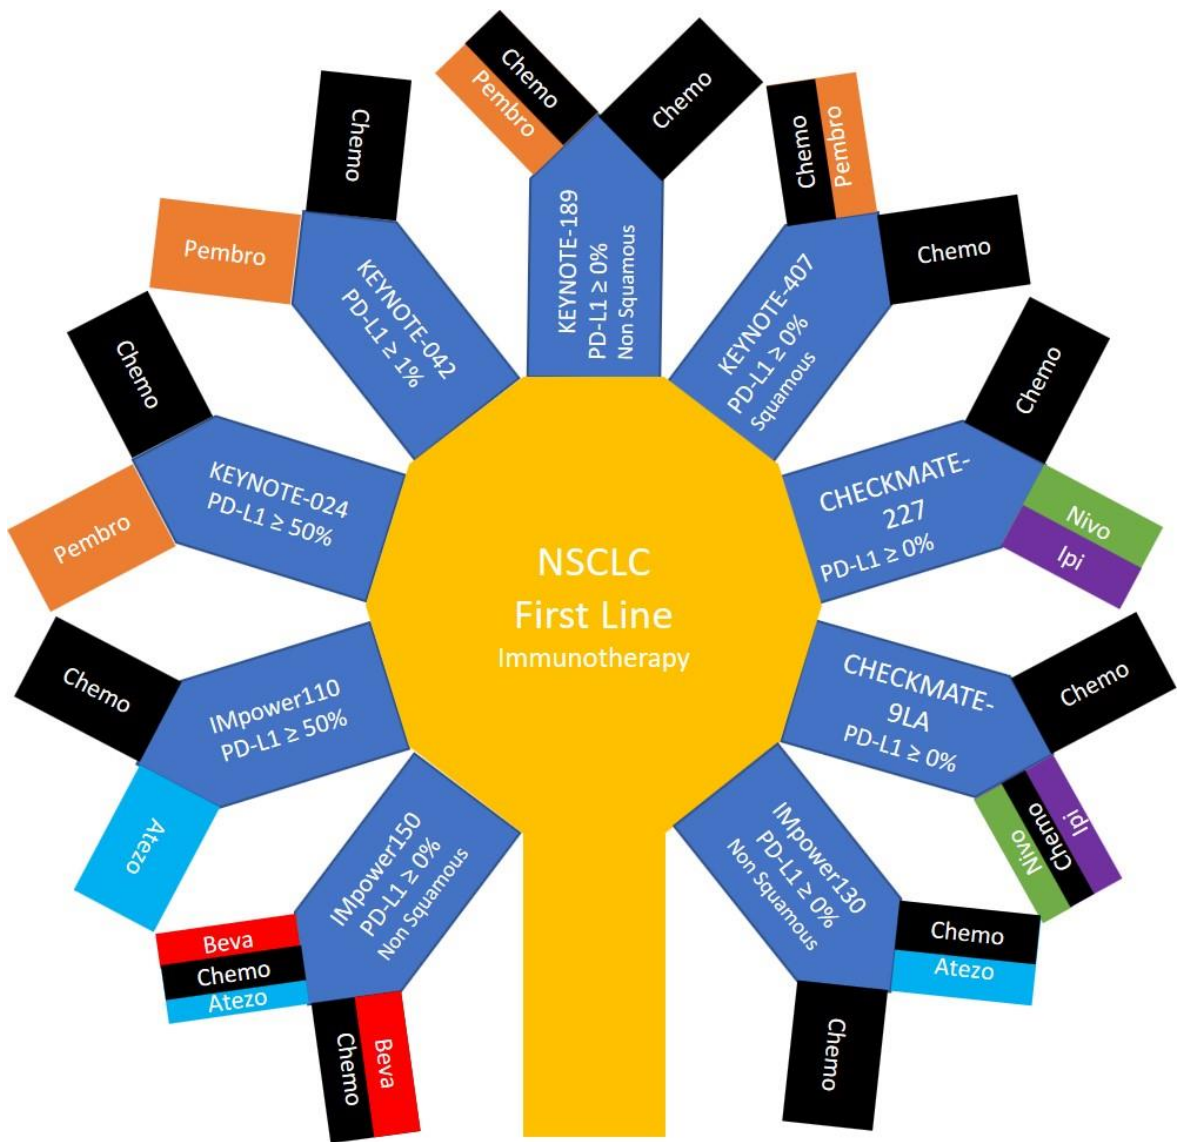 NSCLC
First Line
Immunotherapy
IMpower150
PD-L1 ≥ 0%
Non Squamous
Beva
Chemo
Atezo
Chemo
Beva
IMpower110
PD-L1 ≥ 50%
Chemo
Atezo
KEYNOTE-024
PD-L1 ≥ 50%
Chemo
Pembro
KEYNOTE-042
PD-L1 ≥ 1%
Pembro
Chemo
KEYNOTE-189
PD-L1 ≥ 0%
Non Squamous
Chemo
Pembro
Chemo
KEYNOTE-407
PD-L1 ≥ 0%
Squamous
Chemo
Pembro
Chemo
CHECKMATE-
227
PD-L1 ≥ 0%
Chemo
Nivo
Ipi
CHECKMATE-
9LA
PD-L1 ≥ 0%
Chemo
Ipi
Chemo
Nivo
IMpower130
PD-L1 ≥ 0%
Non Squamous
Chemo
Atezo
Chemo